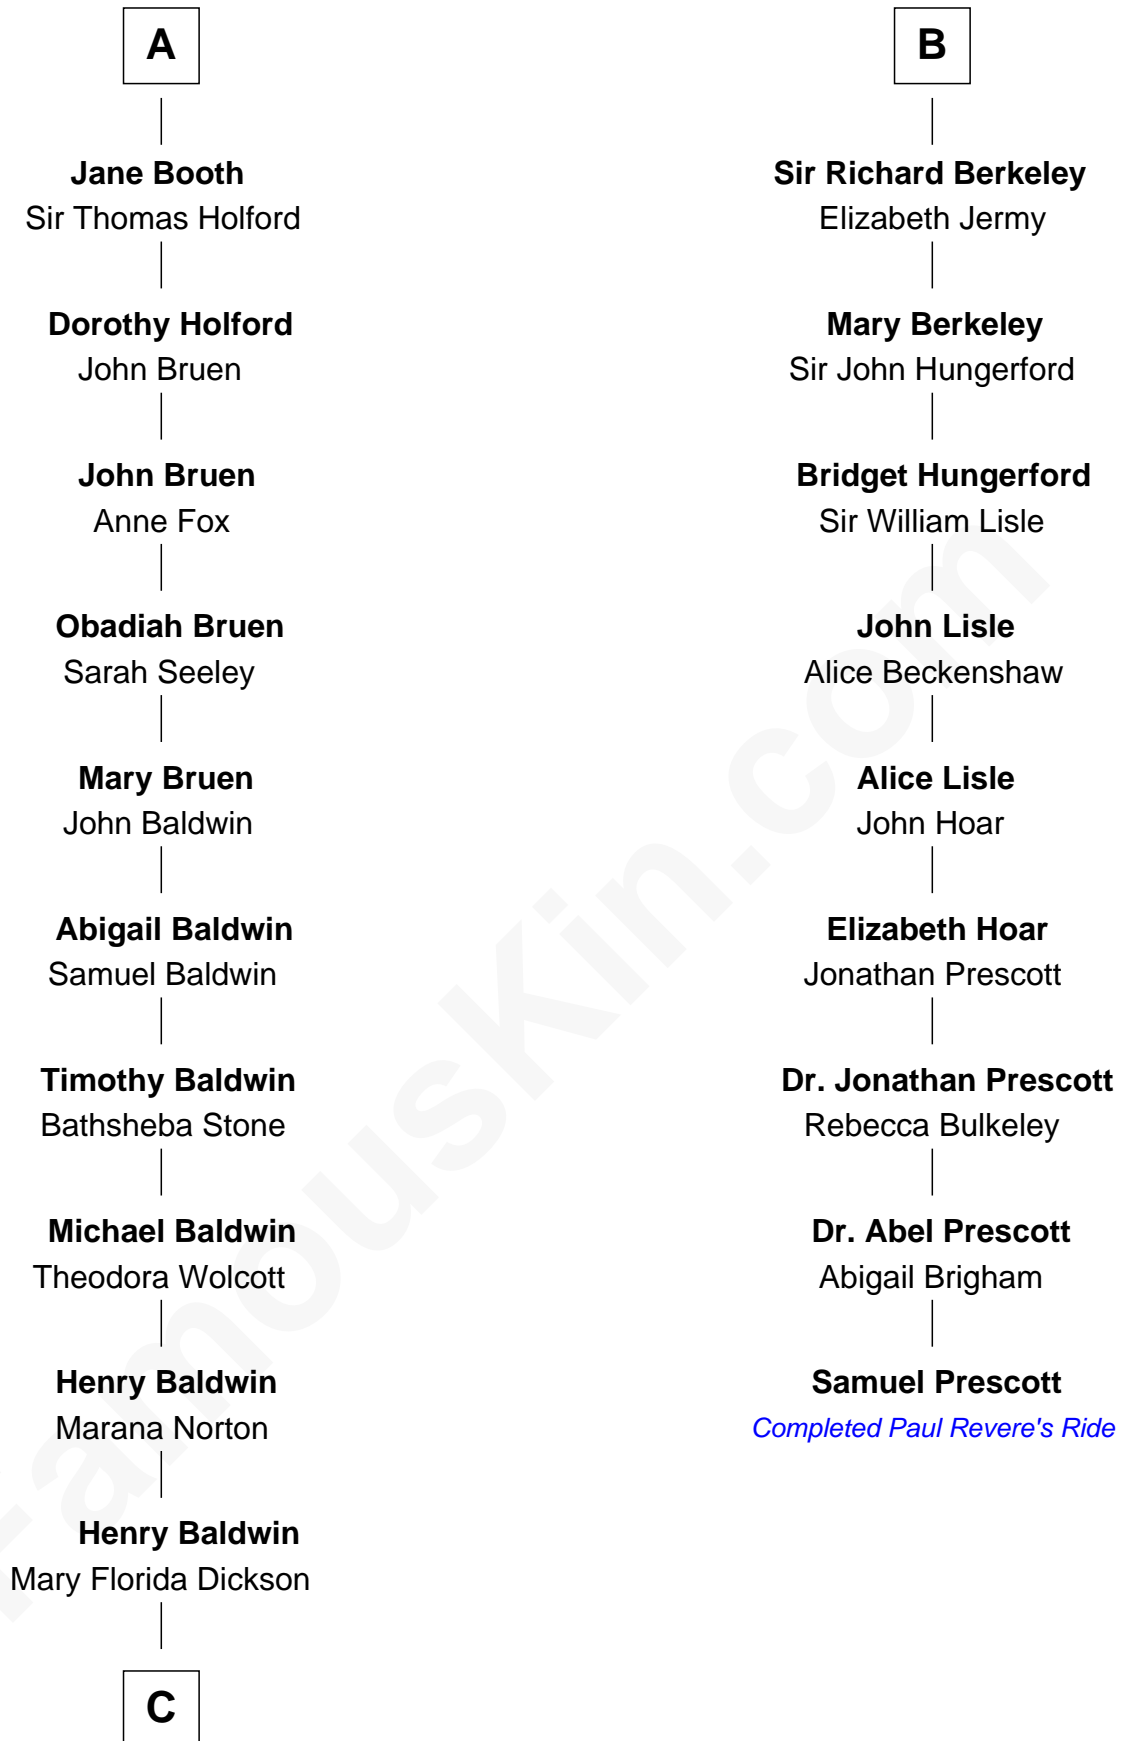 A
Jane Booth
Sir Thomas Holford
Dorothy Holford
John Bruen
John Bruen
Anne Fox
Obadiah Bruen
Sarah Seeley
Mary Bruen
John Baldwin
Abigail Baldwin
Samuel Baldwin
Timothy Baldwin
Bathsheba Stone
Michael Baldwin
Theodora Wolcott
Henry Baldwin
Marana Norton
Henry Baldwin
Mary Florida Dickson
C
B
Sir Richard Berkeley
Elizabeth Jermy
Mary Berkeley
Sir John Hungerford
Bridget Hungerford
Sir William Lisle
John Lisle
Alice Beckenshaw
Alice Lisle
John Hoar
Elizabeth Hoar
Jonathan Prescott
Dr. Jonathan Prescott
Rebecca Bulkeley
Dr. Abel Prescott
Abigail Brigham
Samuel Prescott
Completed Paul Revere's Ride
FamousKin.com